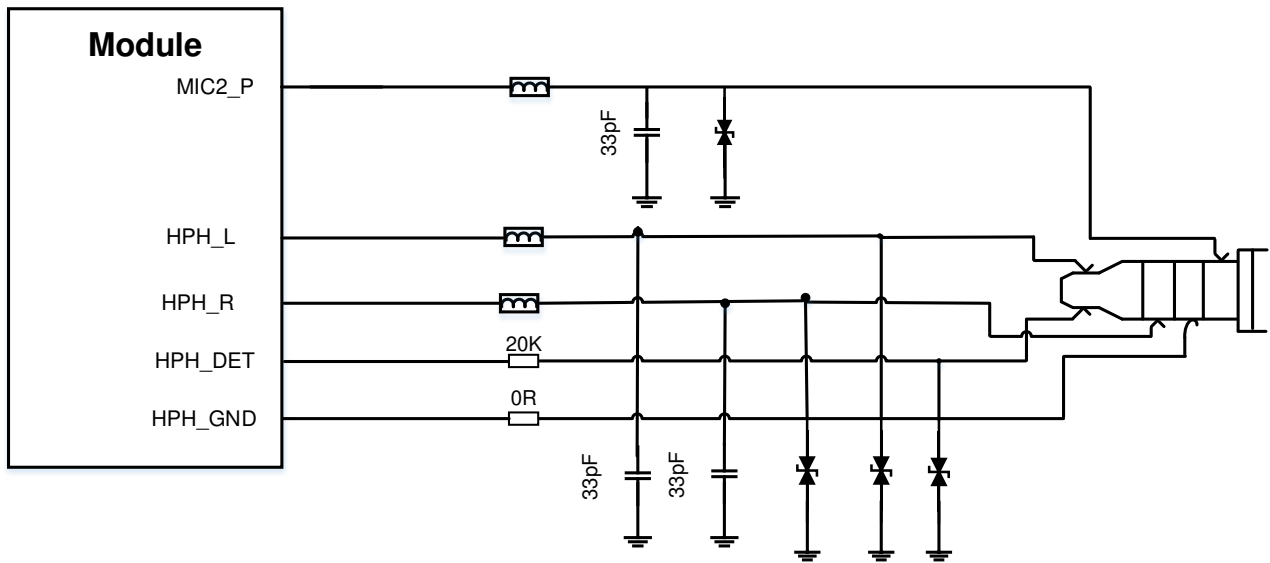 Module
MIC2_P
33pF
HPH_L
HPH_R
20K
HPH_DET
0R
HPH_GND
33pF
33pF